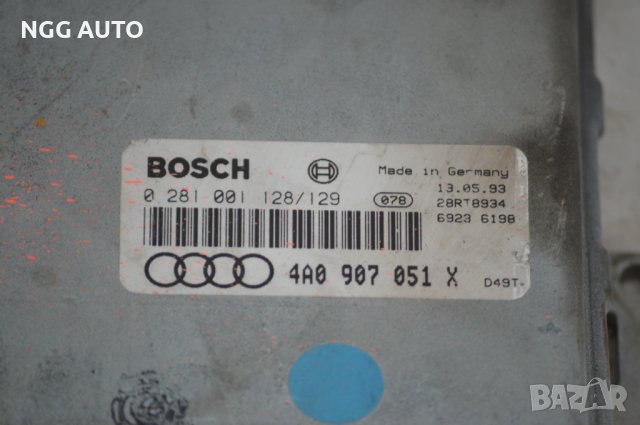 NGG AUTO
BOSCH
Made in Germany
0 281 001 128/129
078
13.05.93
28RT8934
6923 6198
4A0 907 051 X
D49T-
BAZAR